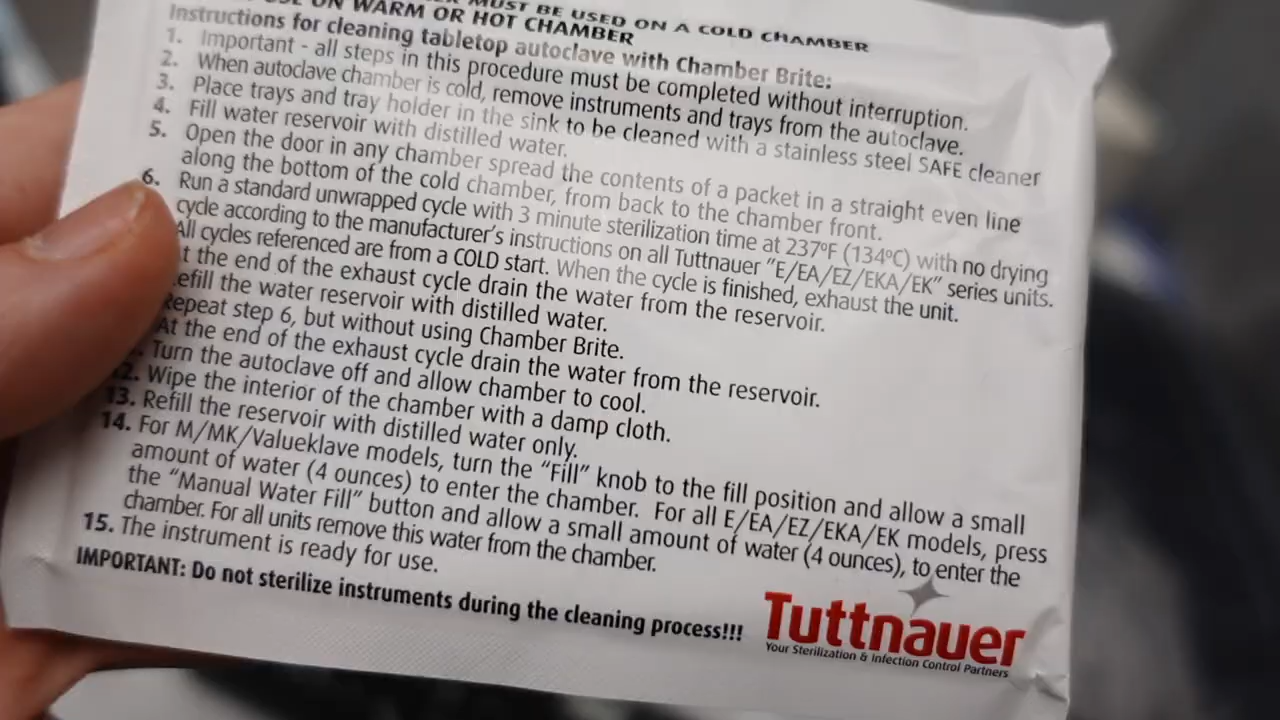 MUST BE USED ON A COLD CHAMBER
ON WARM OR HOT CHAMBER
Instructions for cleaning tabletop autoclave with Chamber Brite:
1. Important - all steps in this procedure must be completed without interruption.
2. When autoclave chamber is cold, remove instruments and trays from the autoclave.
3. Place trays and tray holder in the sink to be cleaned with a stainless steel SAFE cleaner
4. Fill water reservoir with distilled water.
5. Open the door in any chamber spread the contents of a packet in a straight even line
along the bottom of the cold chamber, from back to the chamber front.
6. Run a standard unwrapped cycle with 3 minute sterilization time at 237ºF (134ºC) with no drying
cycle according to the manufacturer's instructions on all Tuttnauer "E/EA/EZ/EKA/EK" series units.
All cycles referenced are from a COLD start. When the cycle is finished, exhaust the unit.
t the end of the exhaust cycle drain the water from the reservoir.
efill the water reservoir with distilled water.
Repeat step 6, but without using Chamber Brite.
At the end of the exhaust cycle drain the water from the reservoir.
Turn the autoclave off and allow chamber to cool.
2. Wipe the interior of the chamber with a damp cloth.
13. Refill the reservoir with distilled water only.
14. For M/MK/Valueklave models, turn the "Fill" knob to the fill position and allow a small
amount of water (4 ounces) to enter the chamber. For all E/EA/EZ/EKA/EK models, press
the "Manual Water Fill" button and allow a small amount of water (4 ounces), to enter the
chamber. For all units remove this water from the chamber.
15. The instrument is ready for use.
IMPORTANT: Do not sterilize instruments during the cleaning process!!!
Tuttnauer
Your Sterilization & Infection Control Partners